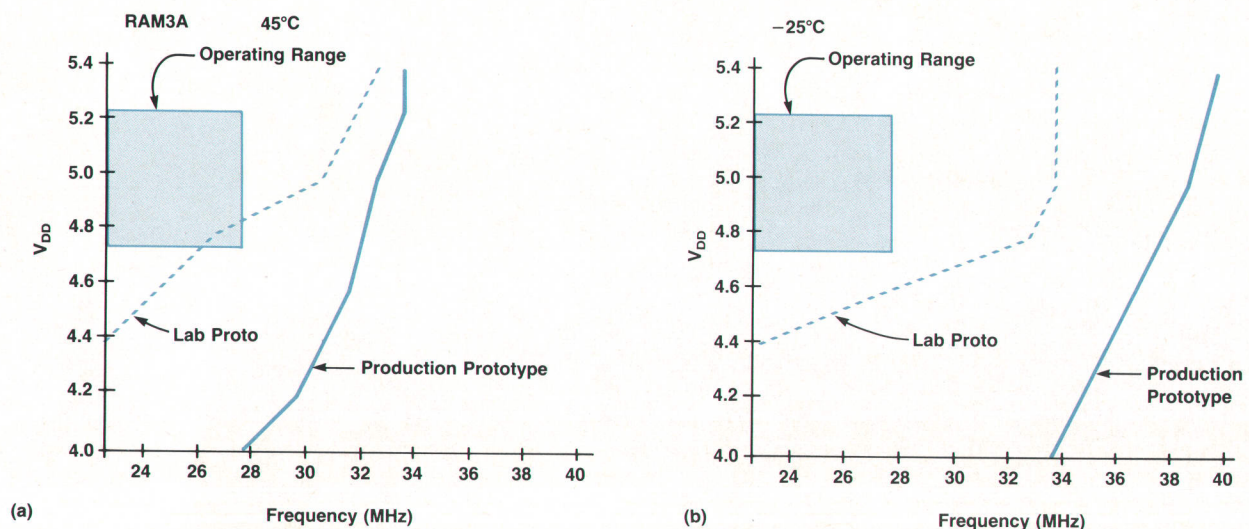 RAM3A 45°C
Operating Range
5.4
5.2
5.0
4.8
4.6
4.4
4.2
4.0
V_DD
Lab Proto
Production Prototype
24 26 28 30 32 34 36 38 40
(a) Frequency (MHz)
−25°C
Operating Range
5.4
5.2
5.0
4.8
4.6
4.4
4.2
4.0
V_DD
Lab Proto
Production
Prototype
24 26 28 30 32 34 36 38 40
(b) Frequency (MHz)